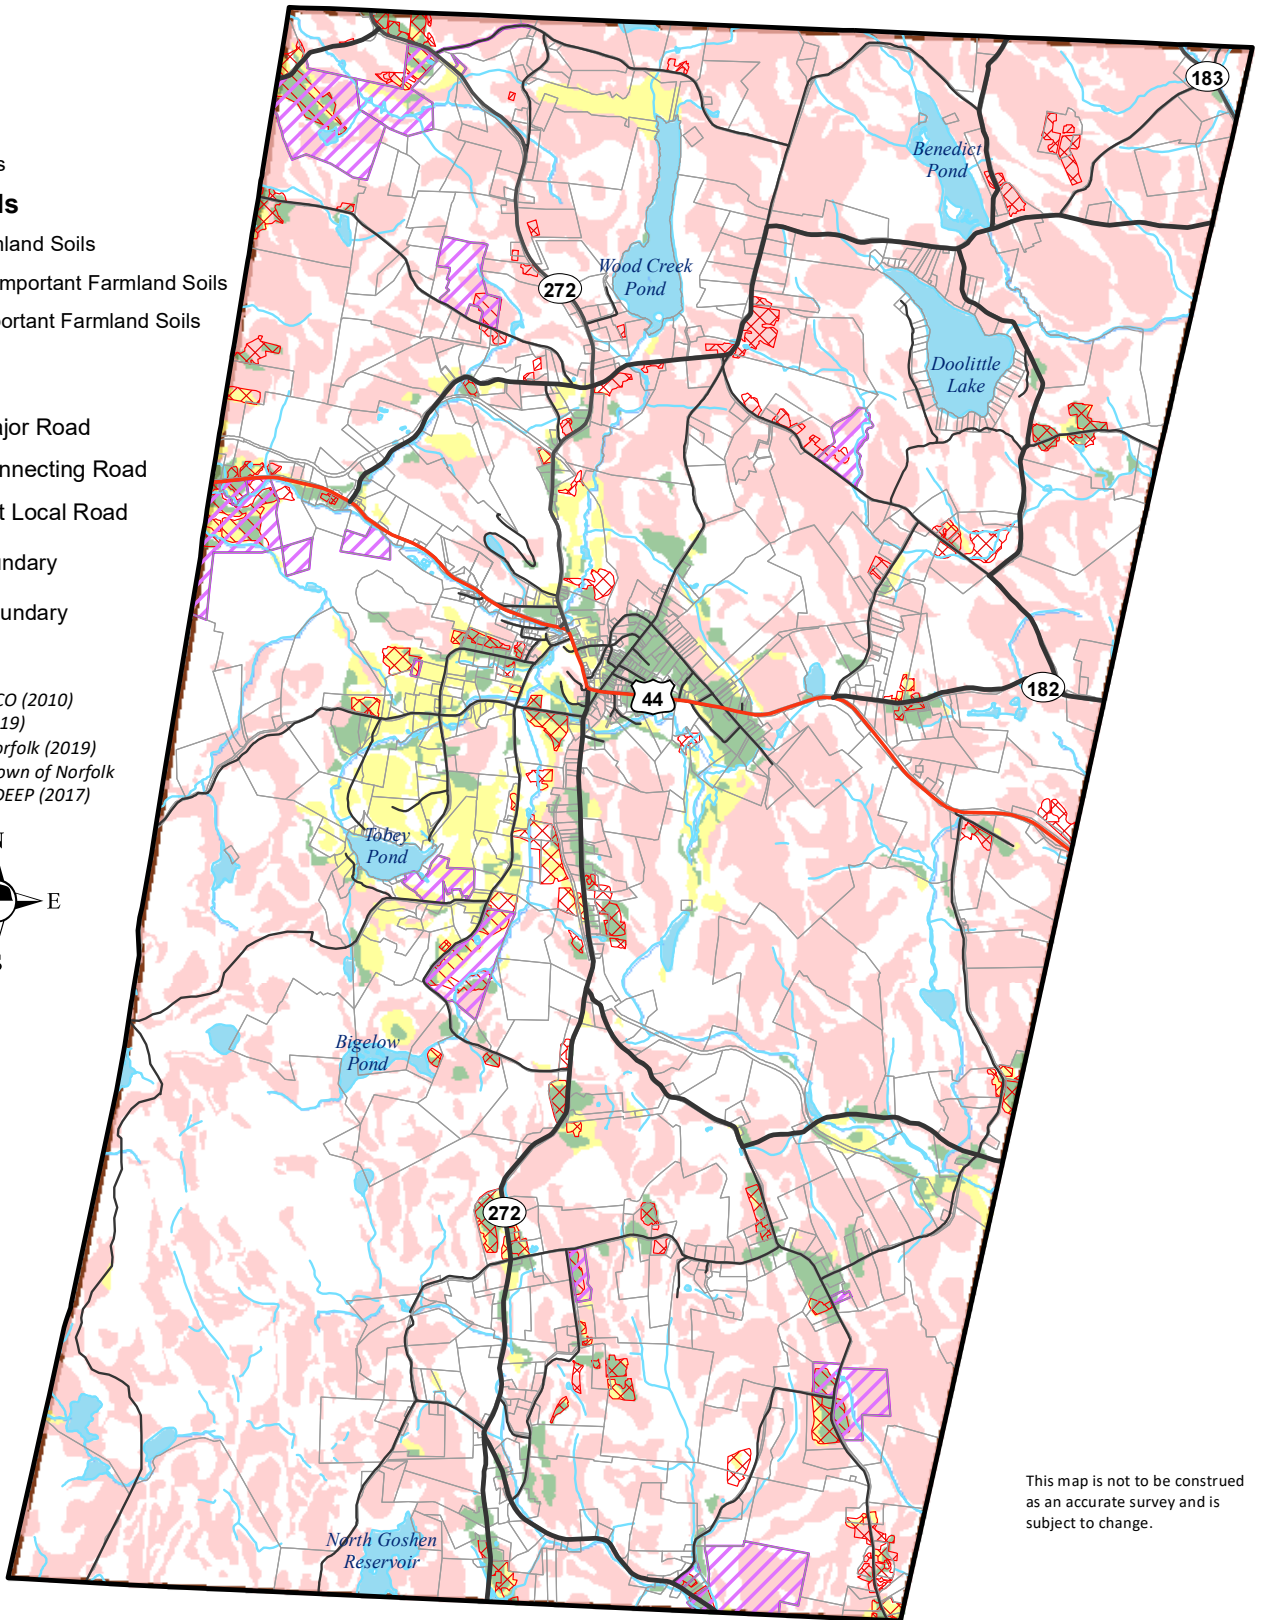 s
ls
nland Soils
Important Farmland Soils
portant Farmland Soils
ajor Road
nnecting Road
t Local Road
undary
undary
CO (2010)
19)
orfolk (2019)
own of Norfolk
DEEP (2017)
N
E
S
183
Benedict
Pond
Wood Creek
Pond
272
Doolittle
Lake
44
182
Tobey
Pond
Bigelow
Pond
272
North Goshen
Reservoir
This map is not to be construed
as an accurate survey and is
subject to change.